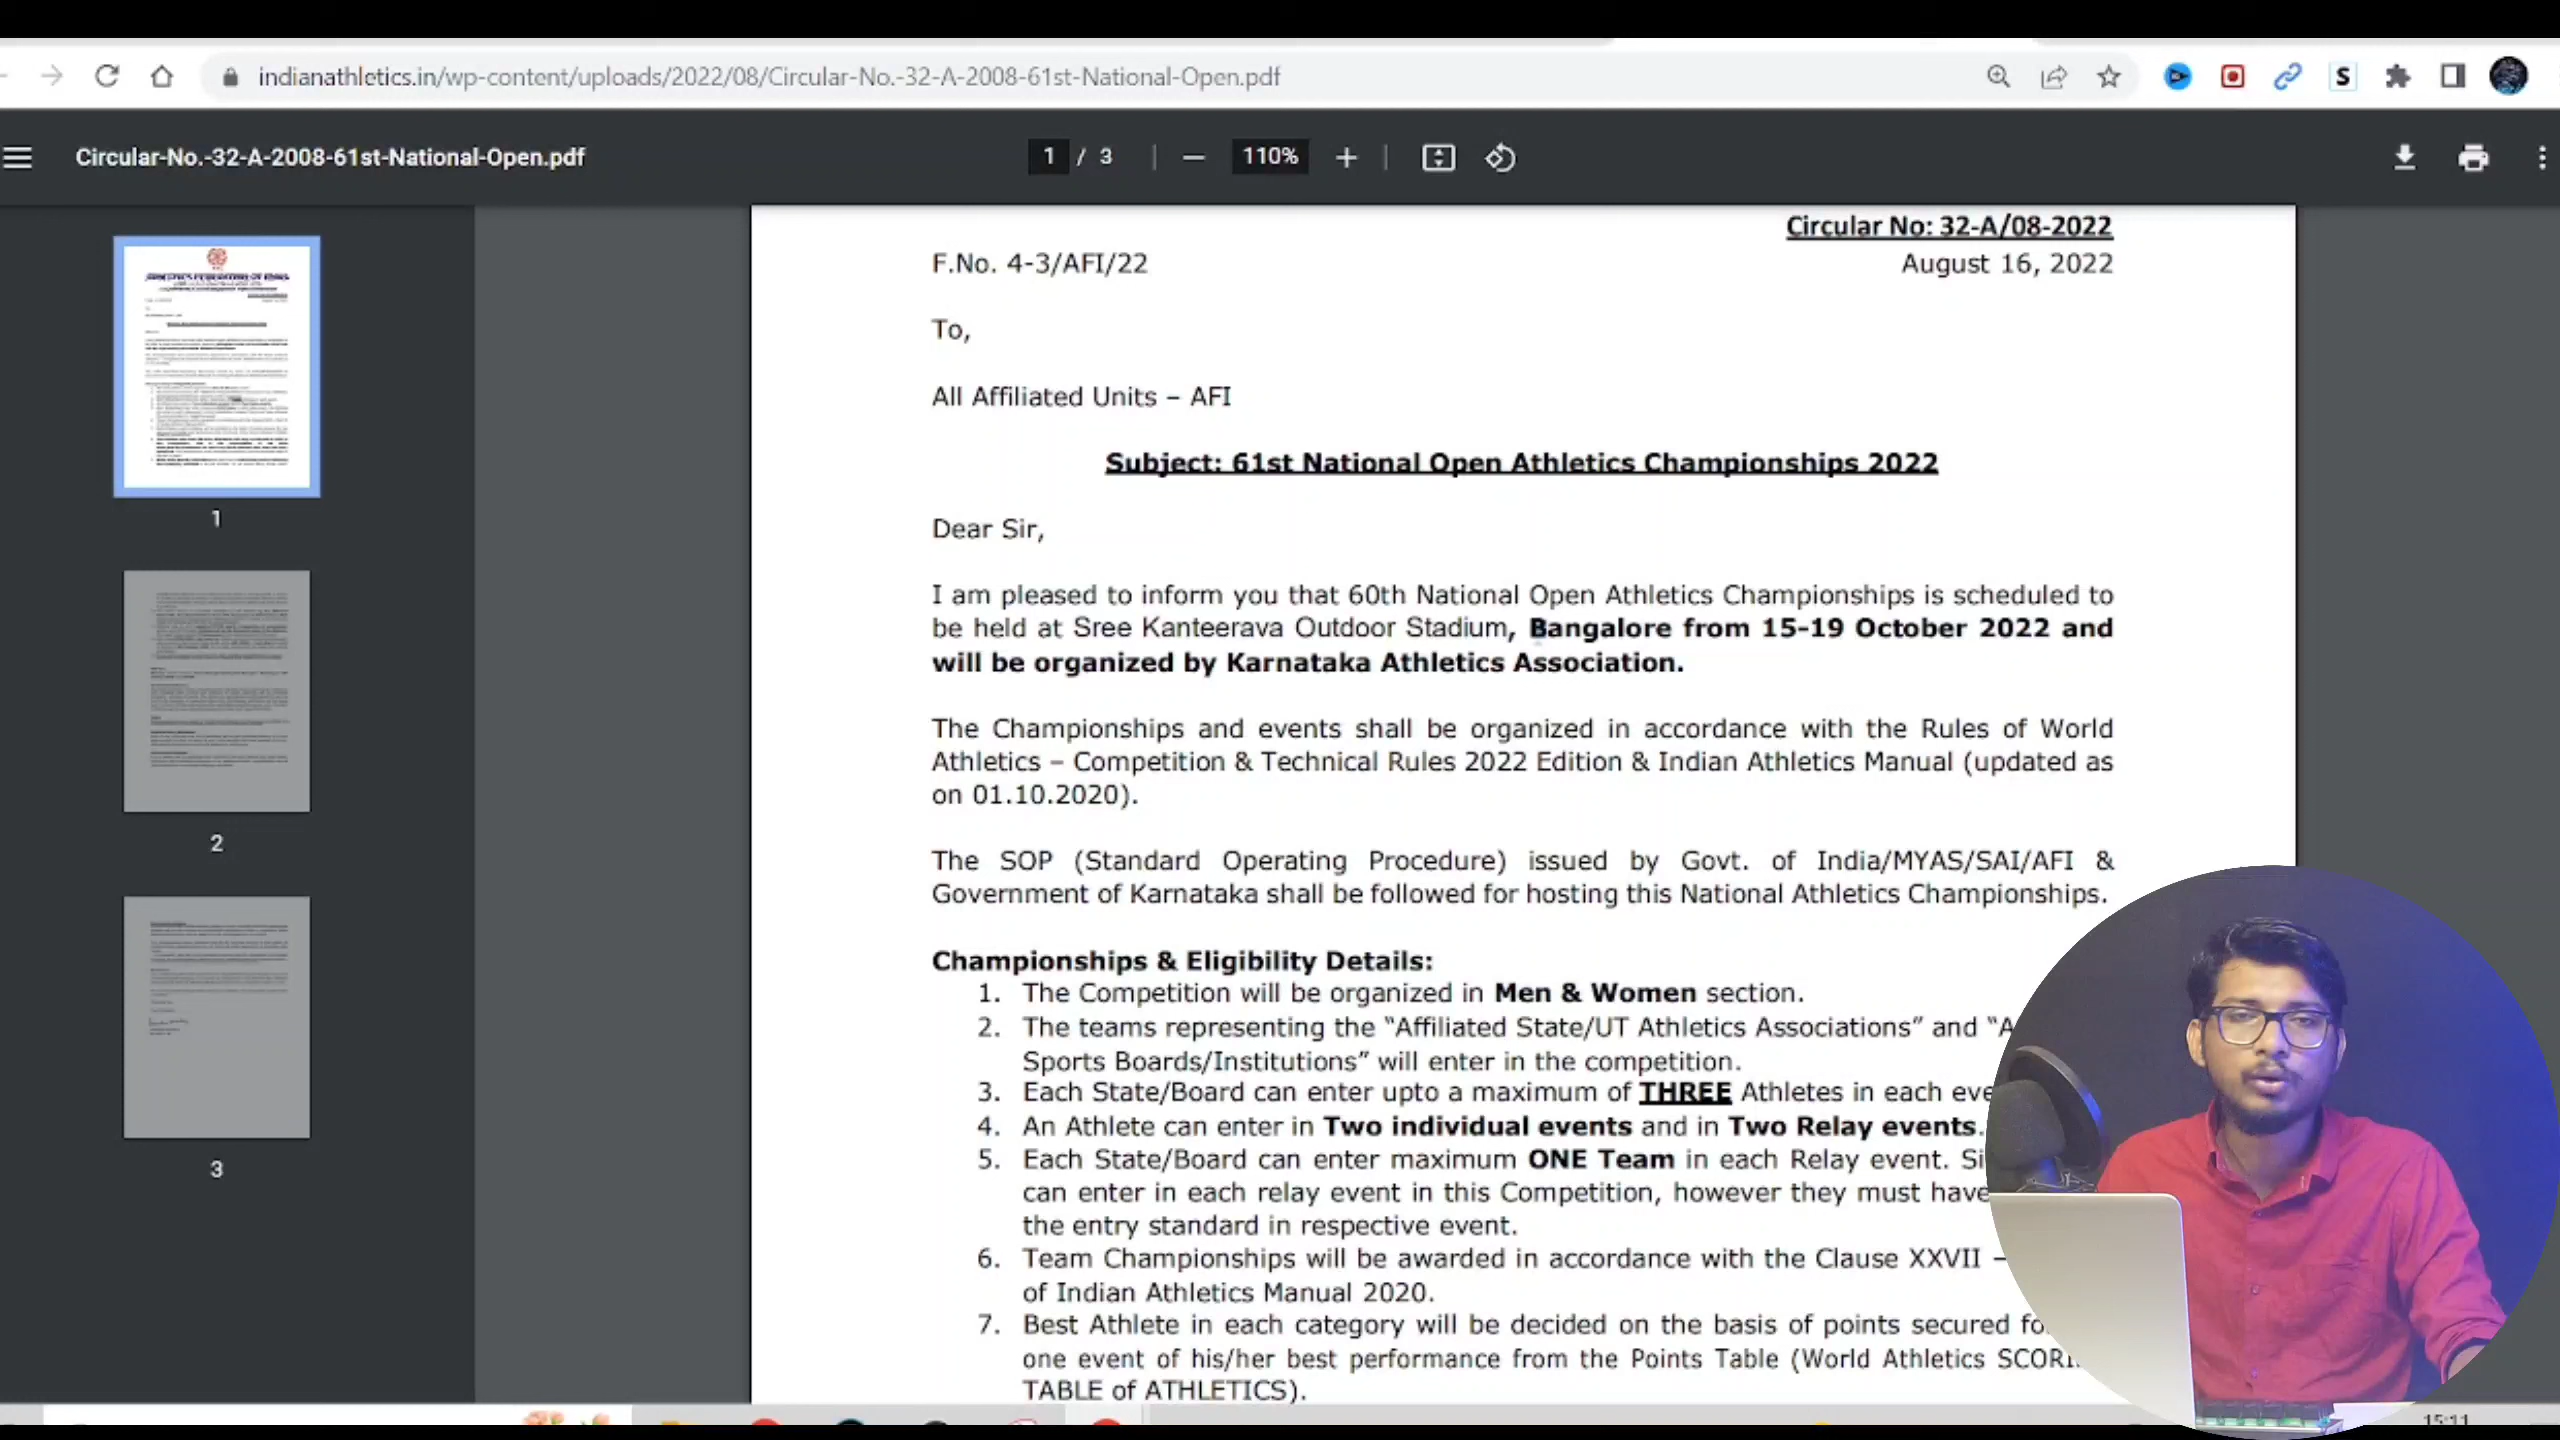 indianathletics.in/wp-content/uploads/2022/08/Circular-No.-32-A-2008-61st-National-Open.pdf
S
Circular-No.-32-A-2008-61st-National-Open.pdf
1 / 3
110%
1
2
3
Circular No: 32-A/08-2022
F.No. 4-3/AFI/22
August 16, 2022
To,
All Affiliated Units – AFI
Subject: 61st National Open Athletics Championships 2022
Dear Sir,
I am pleased to inform you that 60th National Open Athletics Championships is scheduled to
be held at Sree Kanteerava Outdoor Stadium, Bangalore from 15-19 October 2022 and
will be organized by Karnataka Athletics Association.
The Championships and events shall be organized in accordance with the Rules of World
Athletics – Competition & Technical Rules 2022 Edition & Indian Athletics Manual (updated as
on 01.10.2020).
The SOP (Standard Operating Procedure) issued by Govt. of India/MYAS/SAI/AFI &
Government of Karnataka shall be followed for hosting this National Athletics Championships.
Championships & Eligibility Details:
1. The Competition will be organized in Men & Women section.
2. The teams representing the “Affiliated State/UT Athletics Associations” and
Sports Boards/Institutions” will enter in the competition.
3. Each State/Board can enter upto a maximum of THREE Athletes in each
4. An Athlete can enter in Two individual events and in Two Relay events.
5. Each State/Board can enter maximum ONE Team in each Relay event.
can enter in each relay event in this Competition, however they must have
the entry standard in respective event.
6. Team Championships will be awarded in accordance with the Clause XXVII –
of Indian Athletics Manual 2020.
7. Best Athlete in each category will be decided on the basis of points secured
one event of his/her best performance from the Points Table (World Athletics
TABLE of ATHLETICS).
15:11